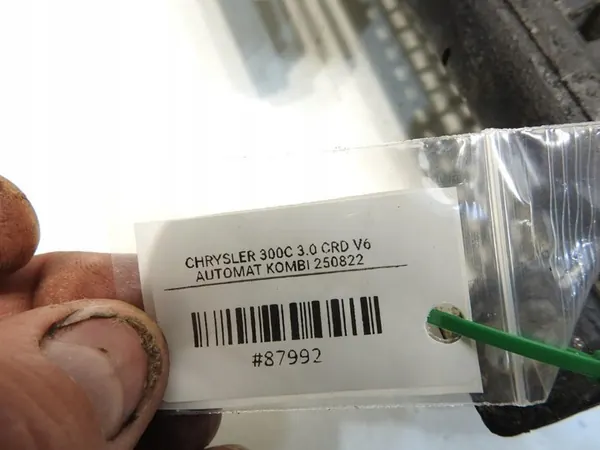 CHRYSLER 300C 3.0 CRD V6
AUTOMAT KOMBI 250822
#87992